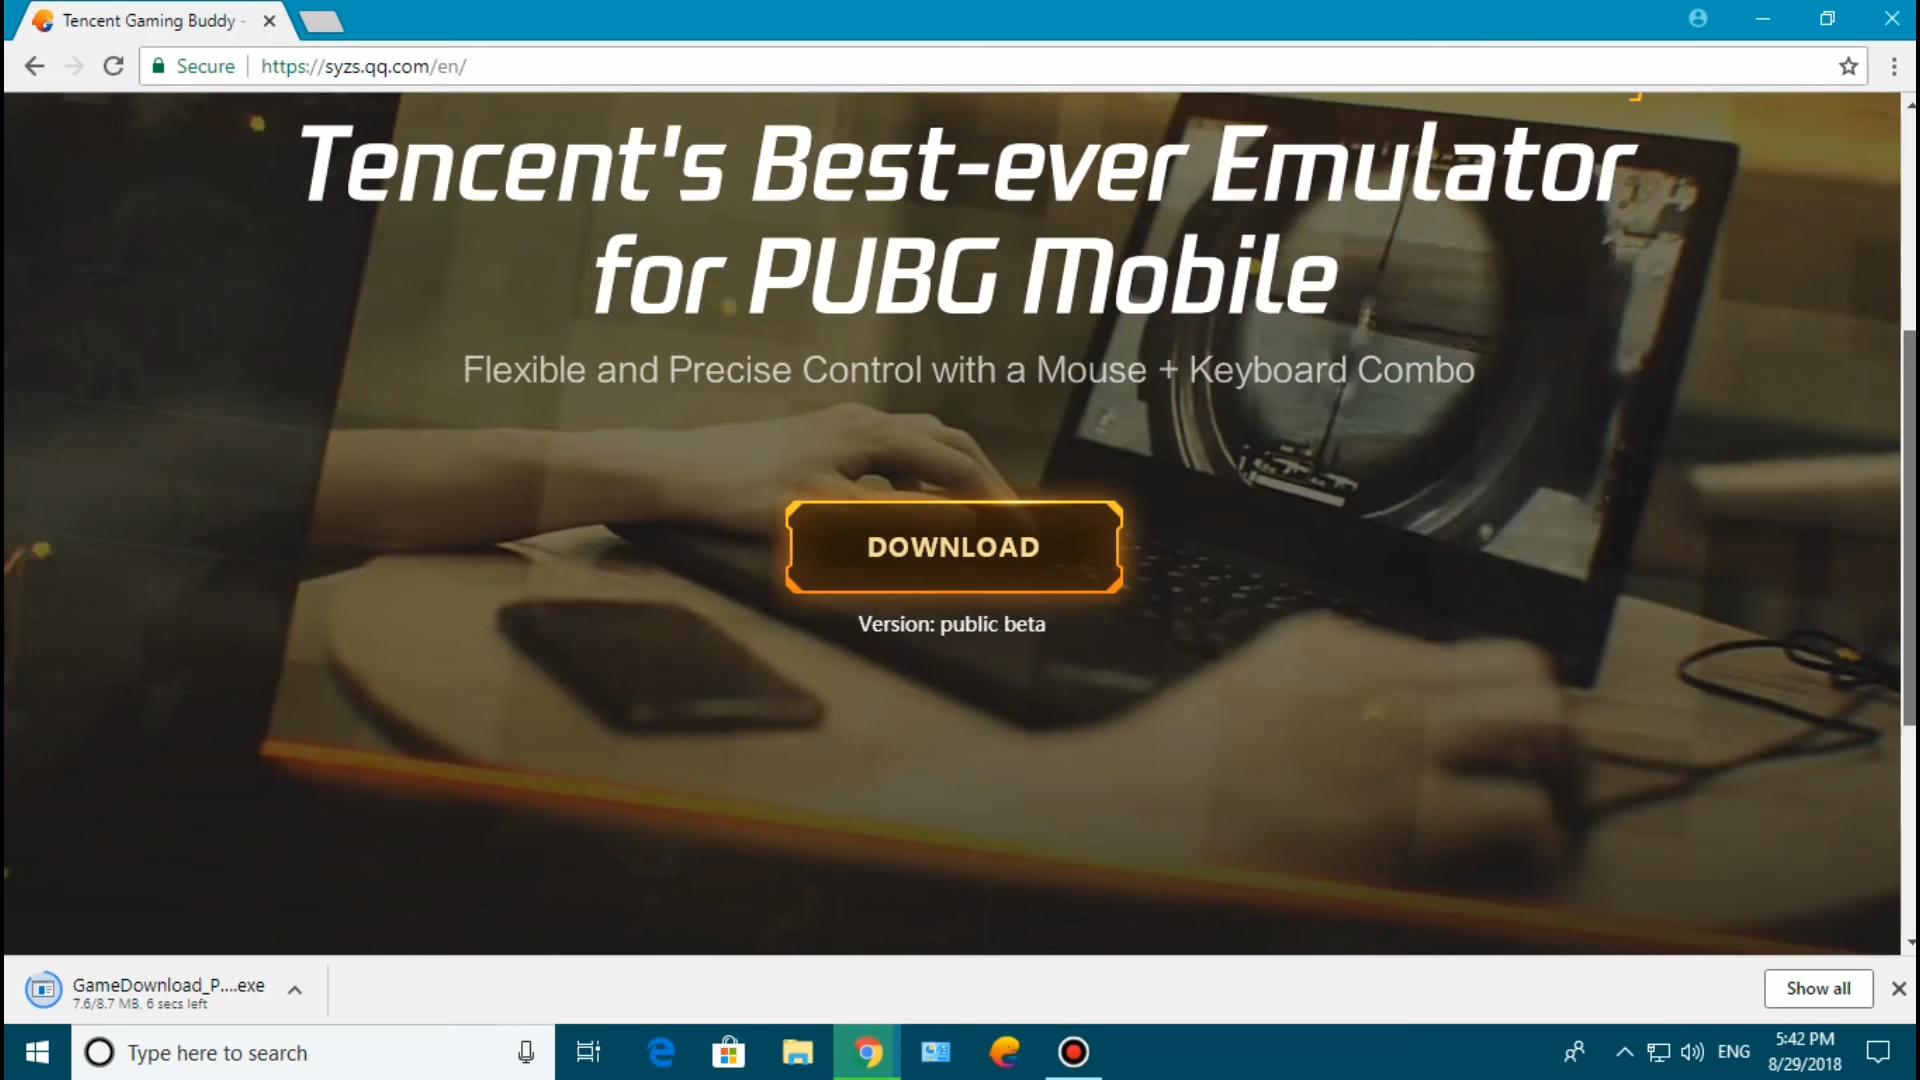 Tencent Gaming Buddy -
Secure
https://syzs.qq.com/en/
Tencent's Best-ever Emulator
for PUBG Mobile
Flexible and Precise Control with a Mouse + Keyboard Combo
DOWNLOAD
Version: public beta
GameDownload_P....exe
7.6/8.7 MB, 6 secs left
Show all
Type here to search
ENG
5:42 PM
8/29/2018